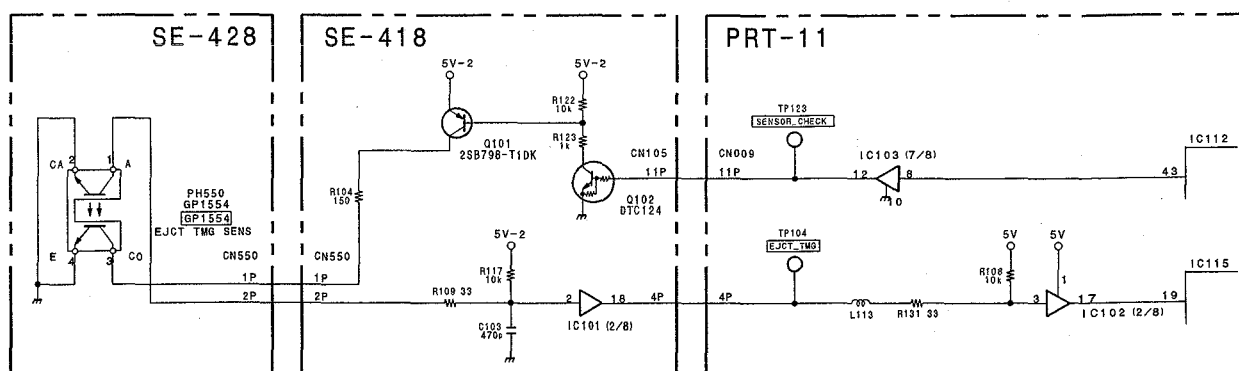 SE-428
SE-418
PRT-11
5V-2
5V-2
R122
10k
TP123
SENSOR_CHECK
IC112
CA 2 1 A
Q101
2SB798-T1DK
R123
1k
CN105
CN009
IC103 (7/8)
11P
11P
12
8
43
10
PH550
GP1554
GP1554
EJCT TMG SENS
R104
150
Q102
DTC124
E 4 3 CO
CN550
CN550
5V-2
TP104
EJCT_TMG
5V
5V
IC115
1P
1P
R117
10k
R108
10k
1
2P
2P
R109 33
2
18
4P
4P
3
17
19
L113
R131 33
IC102 (2/8)
C103
470p
IC101 (2/8)